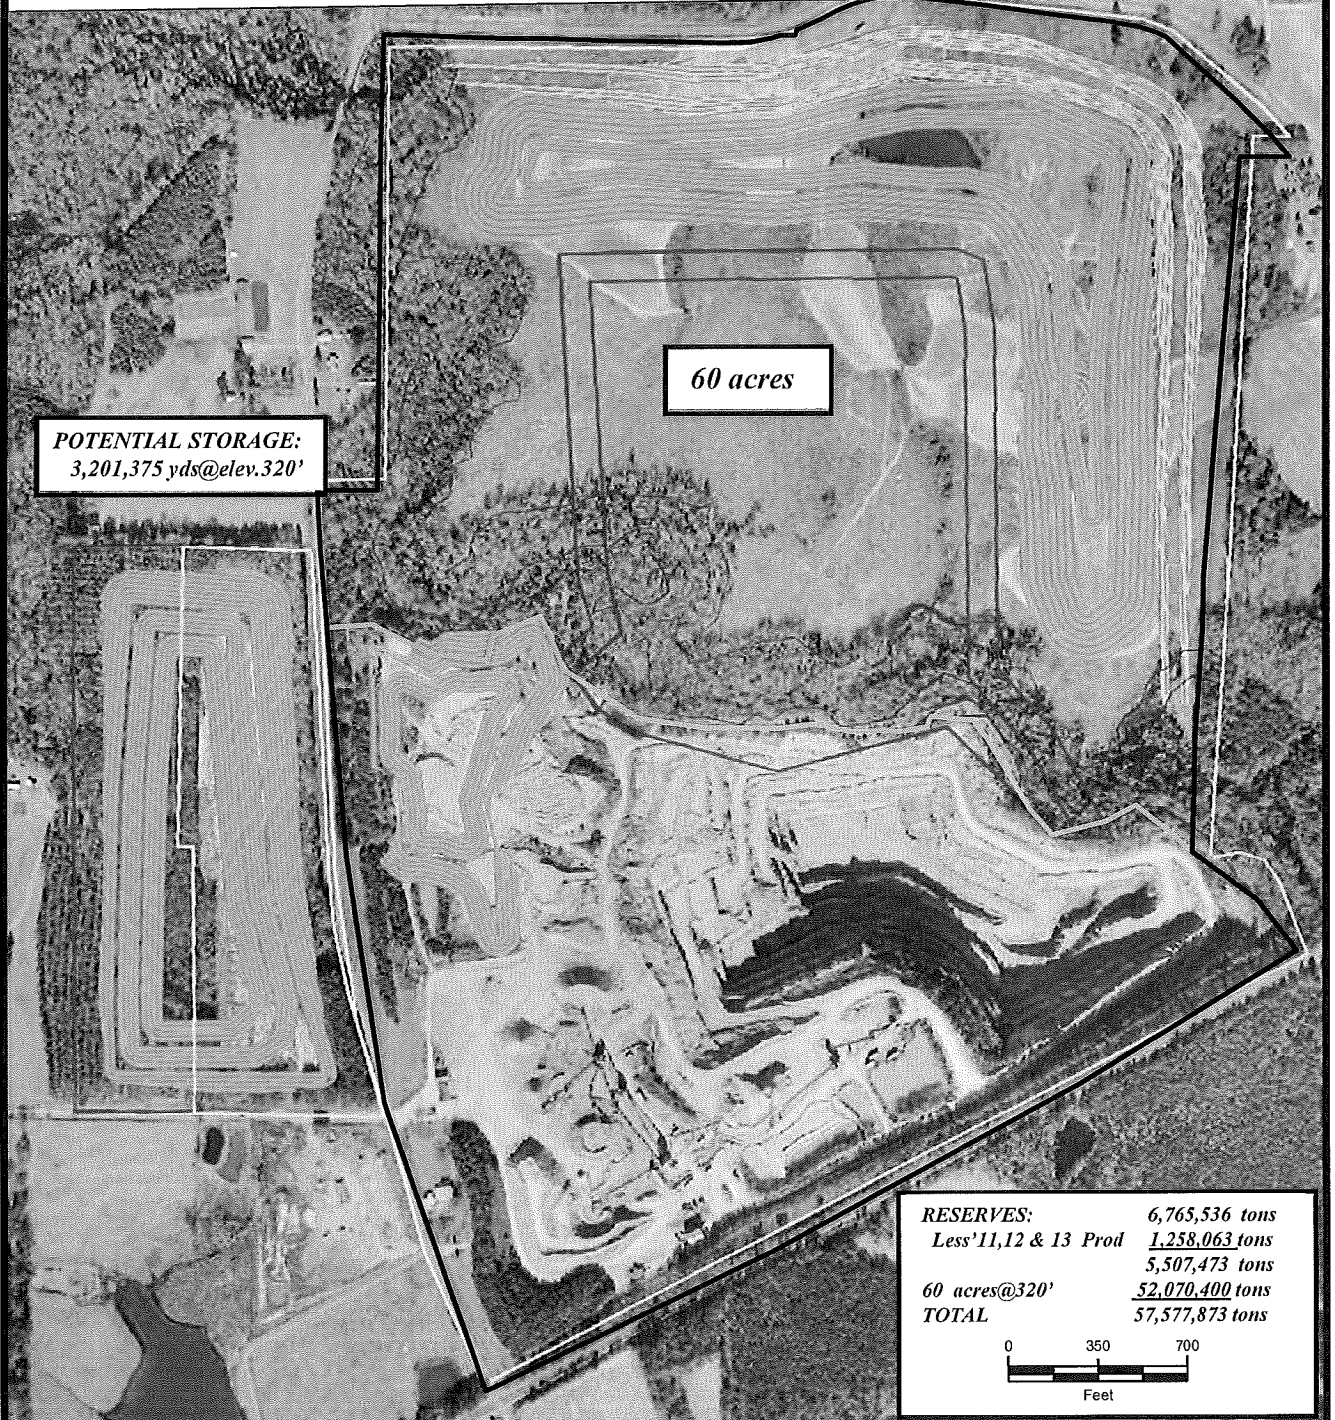 60 acres
POTENTIAL STORAGE:
3,201,375 yds@elev.320'
RESERVES: 6,765,536 tons
Less'11,12 & 13 Prod 1,258,063 tons
5,507,473 tons
60 acres@320' 52,070,400 tons
TOTAL 57,577,873 tons
0 350 700
Feet